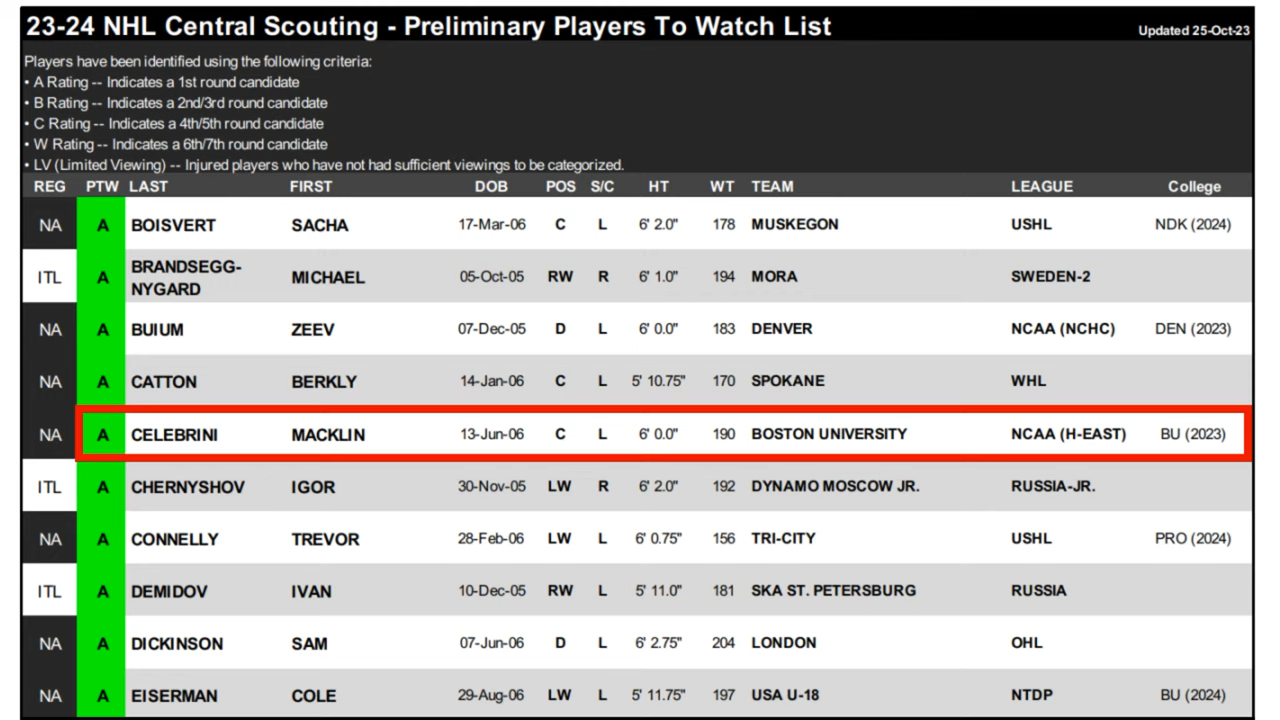 23-24 NHL Central Scouting - Preliminary Players To Watch List Updated 25-Oct-23
Players have been identified using the following criteria:
• A Rating -- Indicates a 1st round candidate
• B Rating -- Indicates a 2nd/3rd round candidate
• C Rating -- Indicates a 4th/5th round candidate
• W Rating -- Indicates a 6th/7th round candidate
• LV (Limited Viewing) -- Injured players who have not had sufficient viewings to be categorized.
REG PTW LAST FIRST DOB POS S/C HT WT TEAM LEAGUE College
NA A BOISVERT SACHA 17-Mar-06 C L 6' 2.0" 178 MUSKEGON USHL NDK (2024)
ITL A BRANDSEGG-
NYGARD MICHAEL 05-Oct-05 RW R 6' 1.0" 194 MORA SWEDEN-2
NA A BUIUM ZEEV 07-Dec-05 D L 6' 0.0" 183 DENVER NCAA (NCHC) DEN (2023)
NA A CATTON BERKLY 14-Jan-06 C L 5' 10.75" 170 SPOKANE WHL
NA A CELEBRINI MACKLIN 13-Jun-06 C L 6' 0.0" 190 BOSTON UNIVERSITY NCAA (H-EAST) BU (2023)
ITL A CHERNYSHOV IGOR 30-Nov-05 LW R 6' 2.0" 192 DYNAMO MOSCOW JR. RUSSIA-JR.
NA A CONNELLY TREVOR 28-Feb-06 LW L 6' 0.75" 156 TRI-CITY USHL PRO (2024)
ITL A DEMIDOV IVAN 10-Dec-05 RW L 5' 11.0" 181 SKA ST. PETERSBURG RUSSIA
NA A DICKINSON SAM 07-Jun-06 D L 6' 2.75" 204 LONDON OHL
NA A EISERMAN COLE 29-Aug-06 LW L 5' 11.75" 197 USA U-18 NTDP BU (2024)